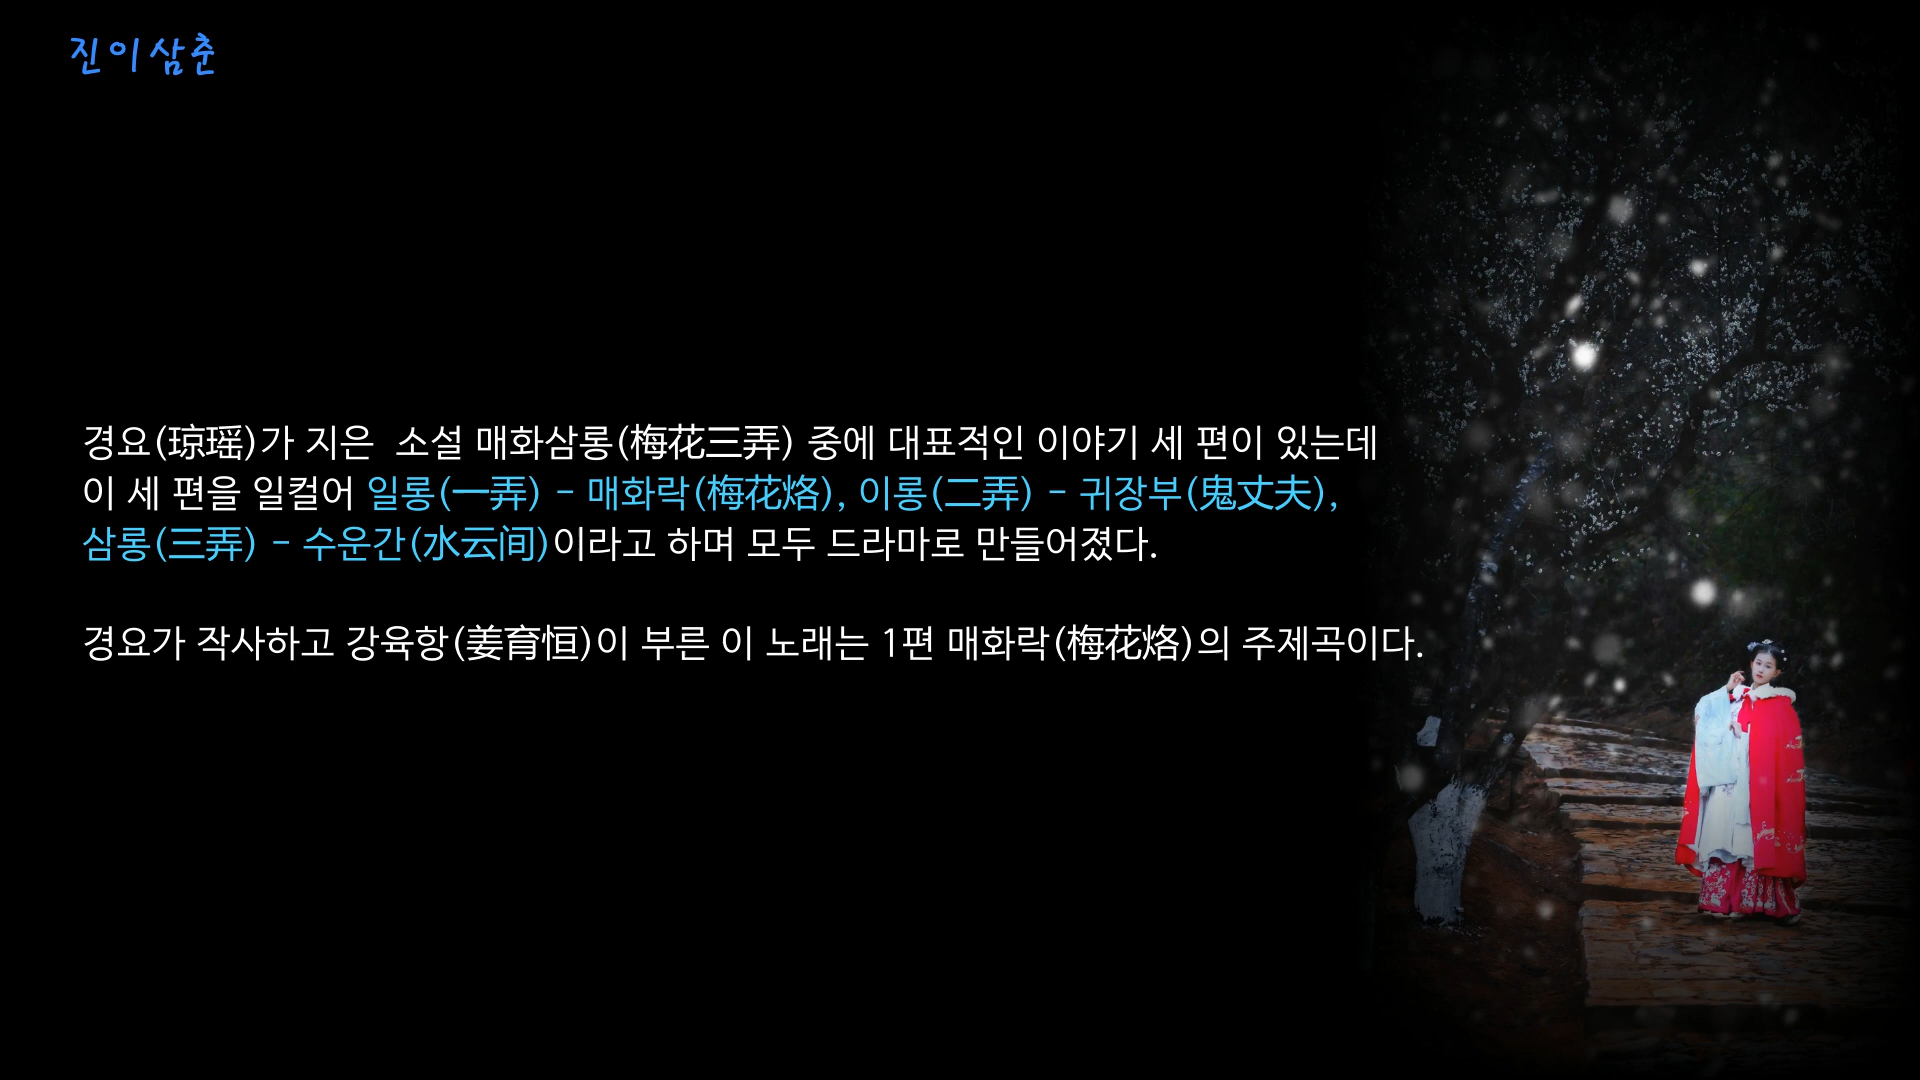 진이삼춘
경요(琼瑶)가 지은  소설 매화삼롱(梅花三弄) 중에 대표적인 이야기 세 편이 있는데
이 세 편을 일컬어 일롱(一弄) - 매화락(梅花烙), 이롱(二弄) - 귀장부(鬼丈夫),
삼롱(三弄) - 수운간(水云间)이라고 하며 모두 드라마로 만들어졌다.
경요가 작사하고 강육항(姜育恒)이 부른 이 노래는 1편 매화락(梅花烙)의 주제곡이다.